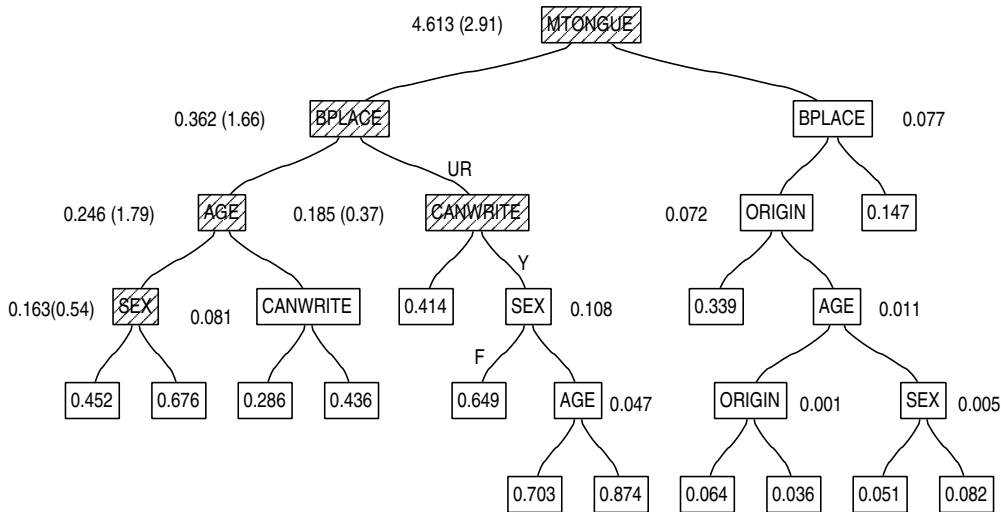 4.613 (2.91) MTONGUE
0.362 (1.66) BPLACE BPLACE 0.077
UR
0.246 (1.79) AGE 0.185 (0.37) CANWRITE 0.072 ORIGIN 0.147
Y
0.163(0.54) SEX 0.081 CANWRITE 0.414 SEX 0.108 0.339 AGE 0.011
F
0.452 0.676 0.286 0.436 0.649 AGE 0.047 ORIGIN 0.001 SEX 0.005
0.703 0.874 0.064 0.036 0.051 0.082